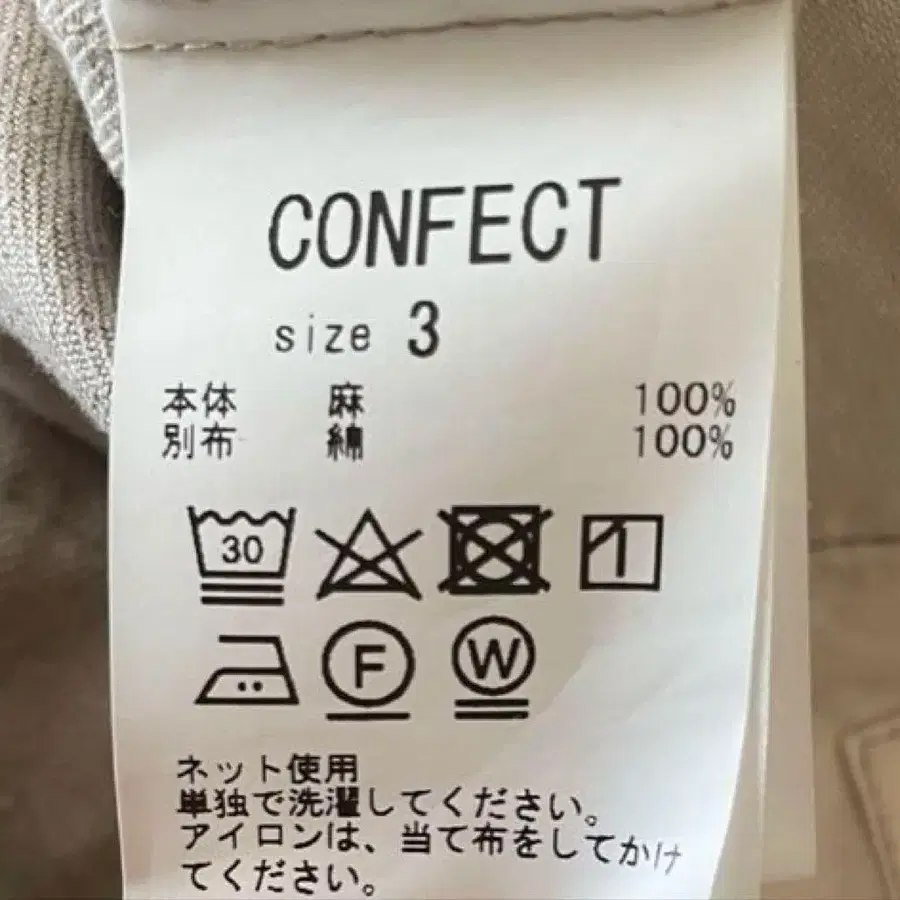 CONFECT
size 3
本体 麻 100%
別布 綿 100%
30
F W
ネット使用
単独で洗濯してください。
アイロンは、当て布をしてかけ
てください。